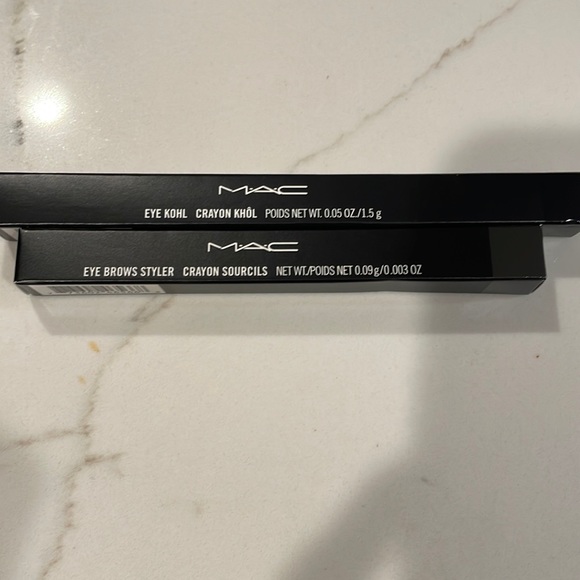 MAC
EYE KOHL CRAYON KHÔL POIDS NET WT. 0.05 OZ./1.5 g
MAC
EYE BROWS STYLER CRAYON SOURCILS NET WT./POIDS NET 0.09 g/0.003 OZ